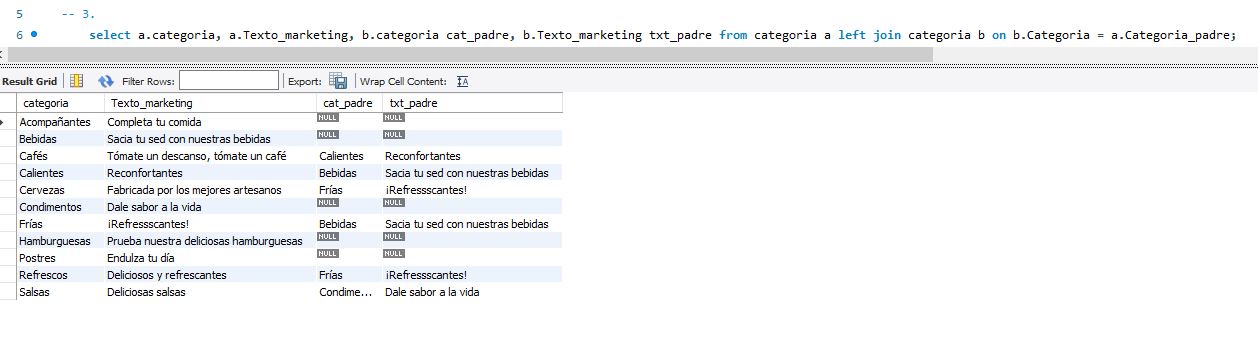 5 -- 3.
6 select a.categoria, a.Texto_marketing, b.categoria cat_padre, b.Texto_marketing txt_padre from categoria a left join categoria b on b.Categoria = a.Categoria_padre;
Result Grid Filter Rows: Export: Wrap Cell Content: IA
categoria Texto_marketing cat_padre txt_padre
Acompañantes Completa tu comida NULL NULL
Bebidas Sacia tu sed con nuestras bebidas NULL NULL
Cafés Tómate un descanso, tómate un café Calientes Reconfortantes
Calientes Reconfortantes Bebidas Sacia tu sed con nuestras bebidas
Cervezas Fabricada por los mejores artesanos Frías ¡Refressscantes!
Condimentos Dale sabor a la vida NULL NULL
Frías ¡Refressscantes! Bebidas Sacia tu sed con nuestras bebidas
Hamburguesas Prueba nuestra deliciosas hamburguesas NULL NULL
Postres Endulza tu día NULL NULL
Refrescos Deliciosos y refrescantes Frías ¡Refressscantes!
Salsas Deliciosas salsas Condime... Dale sabor a la vida